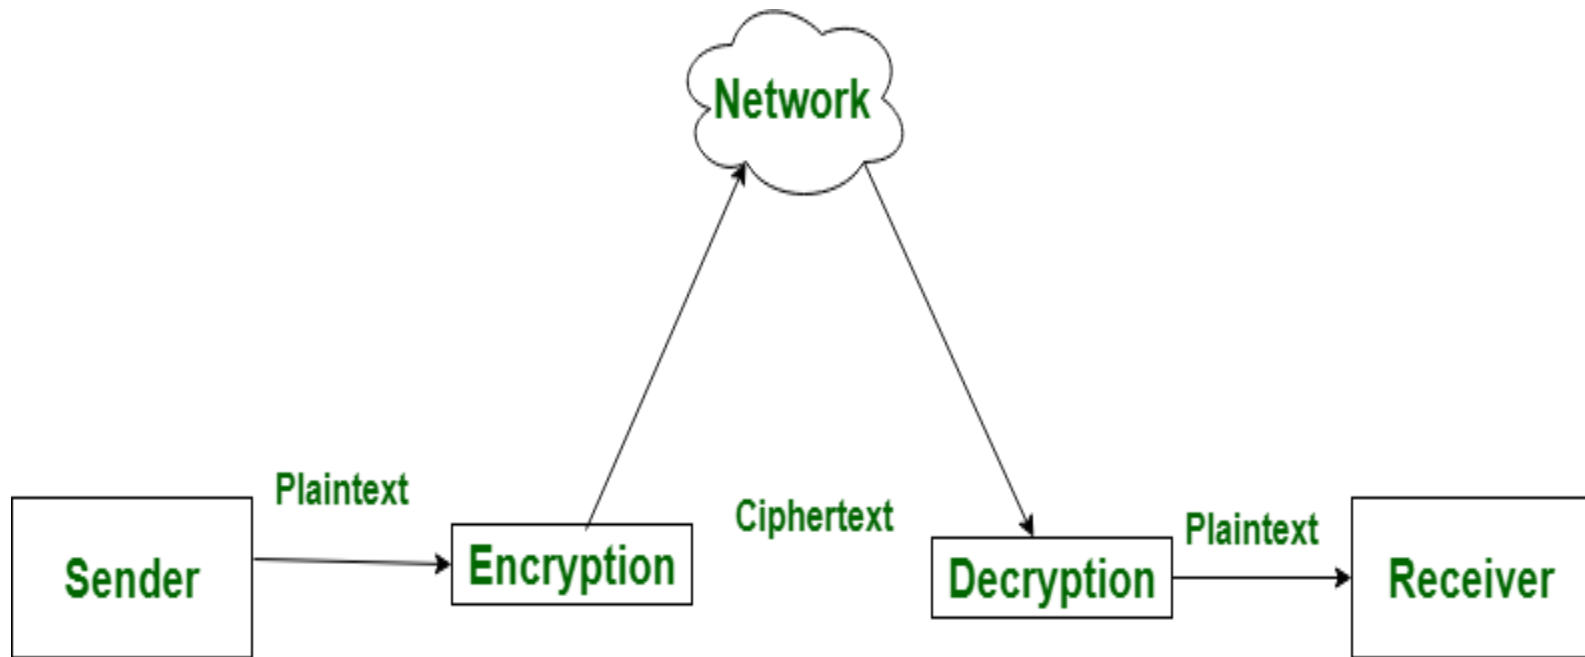 Network
Plaintext
Sender
Encryption
Ciphertext
Decryption
Plaintext
Receiver